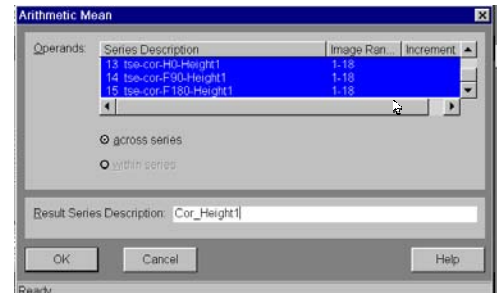 Arithmetic Mean
Operands: Series Description Image Ran... Increment
13 tse-cor-H0-Height1 1-18
14 tse-cor-F90-Height1 1-18
15 tse-cor-F180-Height1 1-18
across series
within series
Result Series Description: Cor_Height1
OK Cancel Help
Ready